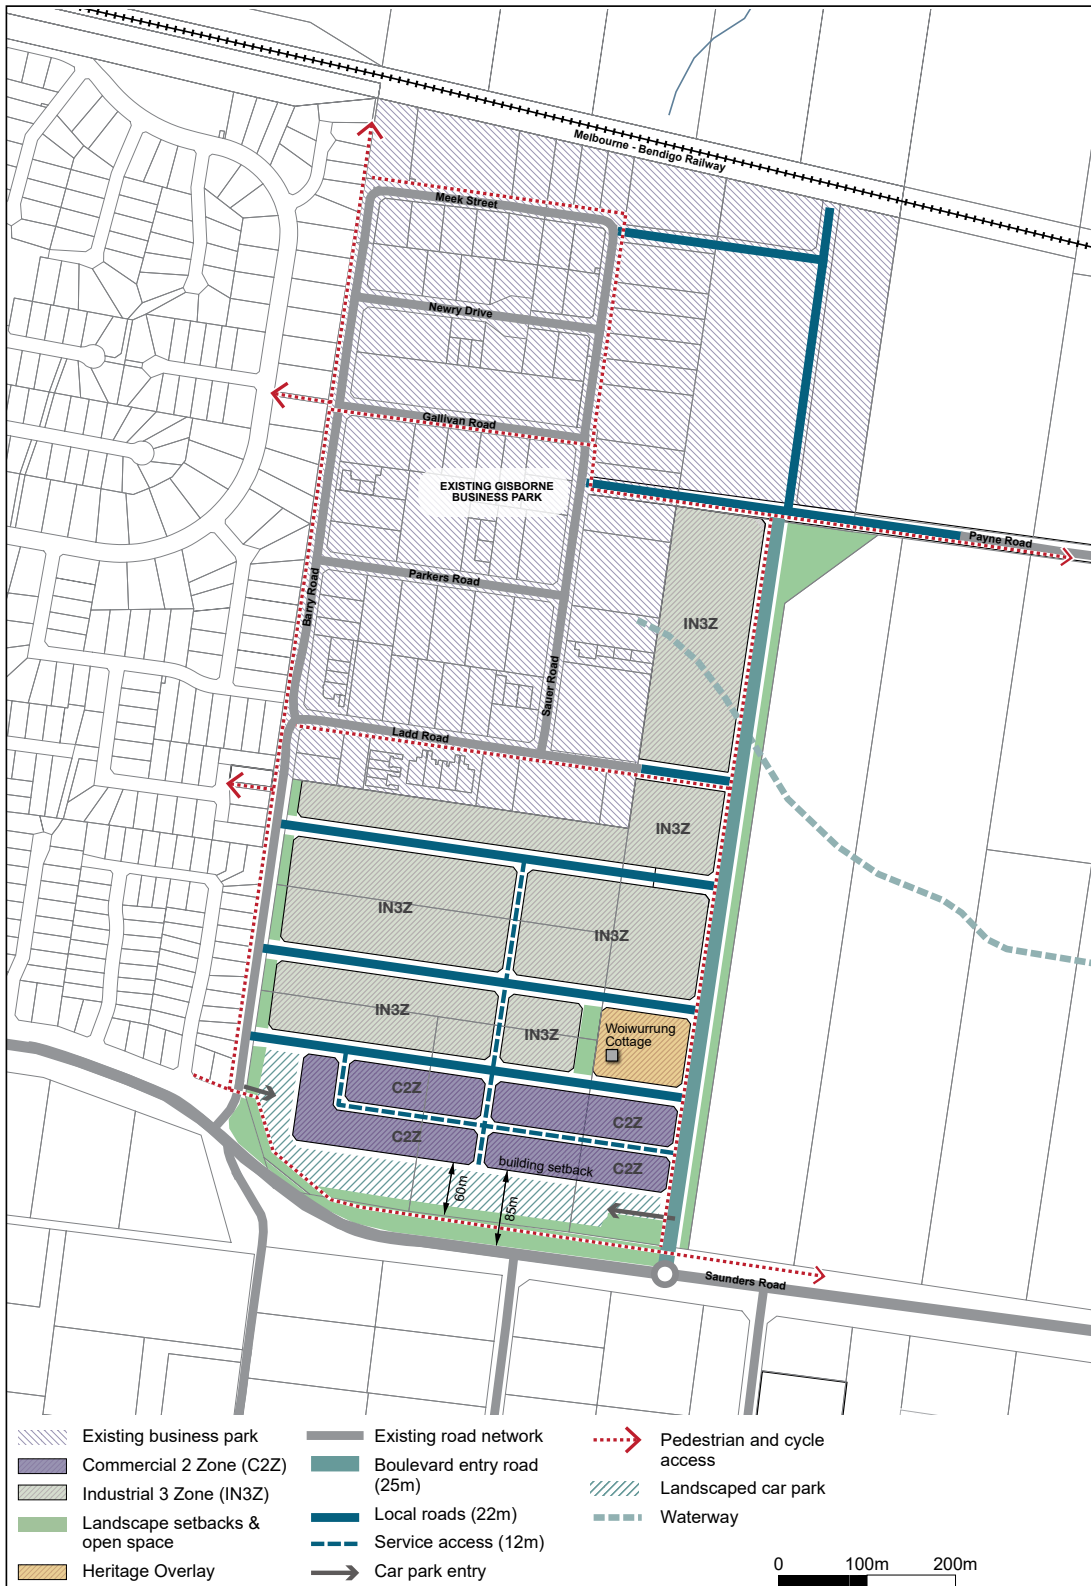 Melbourne - Bendigo Railway
Meek Street
Newry Drive
Gallivan Road
EXISTING GISBORNE
BUSINESS PARK
Payne Road
Parkers Road
Barry Road
IN3Z
Sauer Road
Ladd Road
IN3Z
IN3Z
IN3Z
IN3Z
IN3Z
Woiwurrung
Cottage
C2Z
C2Z
C2Z
building setback
C2Z
60m
85m
Saunders Road
Existing business park
Commercial 2 Zone (C2Z)
Industrial 3 Zone (IN3Z)
Landscape setbacks &
open space
Heritage Overlay
Existing road network
Boulevard entry road
(25m)
Local roads (22m)
Service access (12m)
Car park entry
Pedestrian and cycle
access
Landscaped car park
Waterway
0 100m 200m